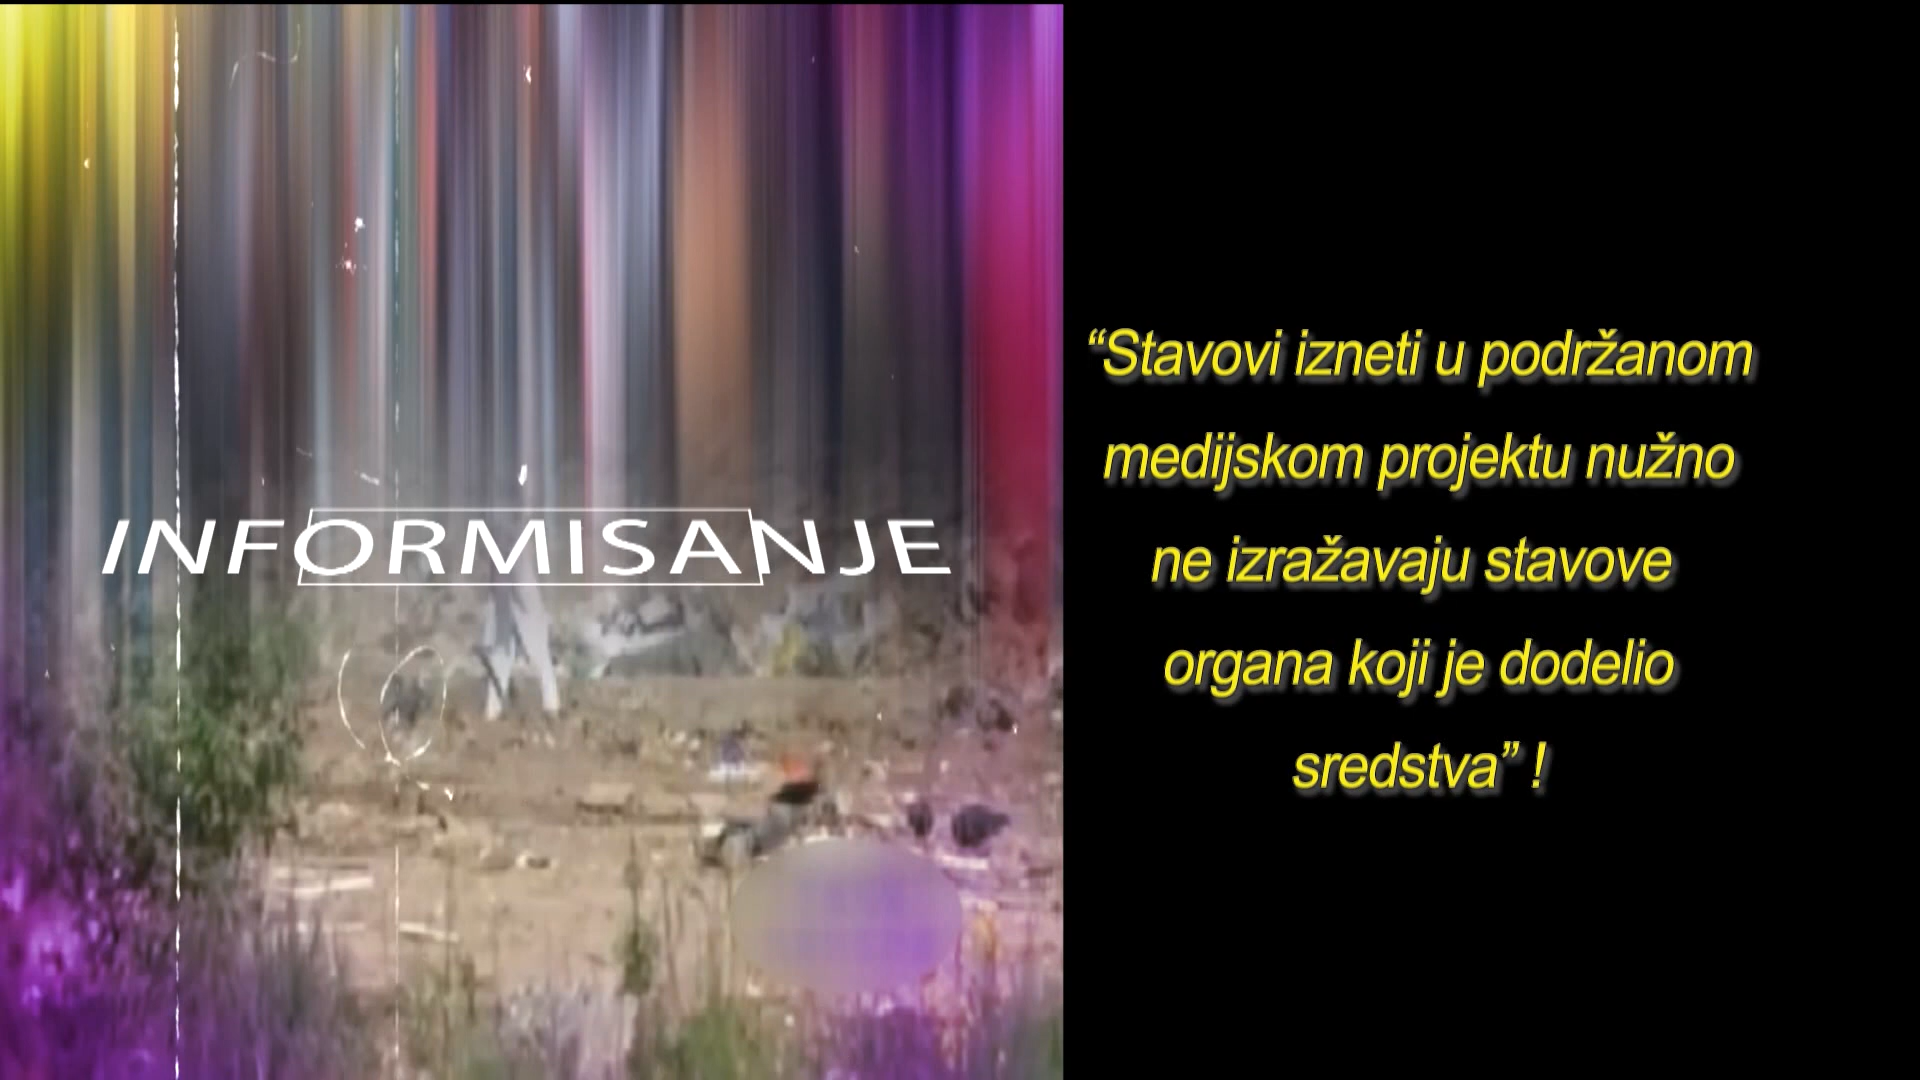 INFORMISANJE
“Stavovi izneti u podržanom
medijskom projektu nužno
ne izražavaju stavove
organa koji je dodelio
sredstva” !